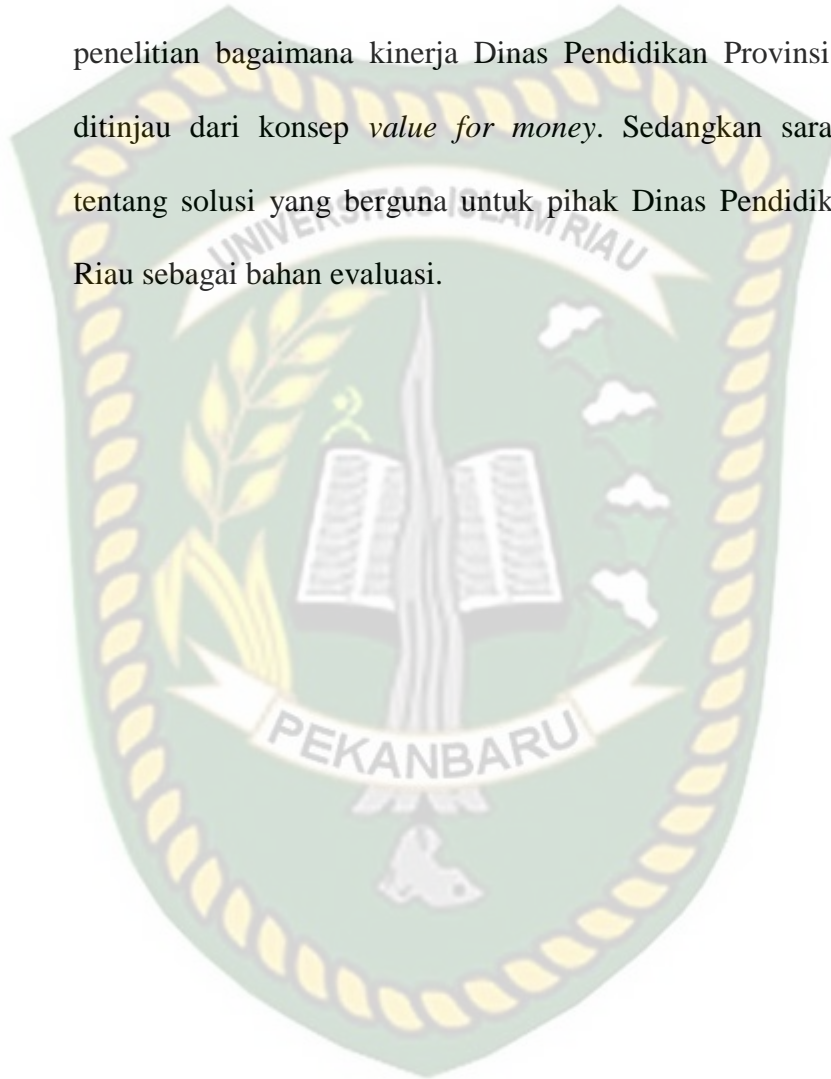 penelitian bagaimana kinerja Dinas Pendidikan Provinsi
ditinjau dari konsep value for money. Sedangkan sara
tentang solusi yang berguna untuk pihak Dinas Pendidik
Riau sebagai bahan evaluasi.
UNIVERSITAS ISLAM RIAU
PEKANBARU